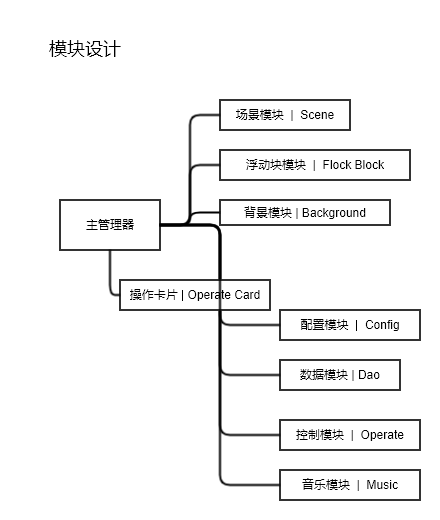 模块设计
场景模块 | Scene
浮动块模块 | Flock Block
背景模块 | Background
主管理器
操作卡片 | Operate Card
配置模块 | Config
数据模块 | Dao
控制模块 | Operate
音乐模块 | Music